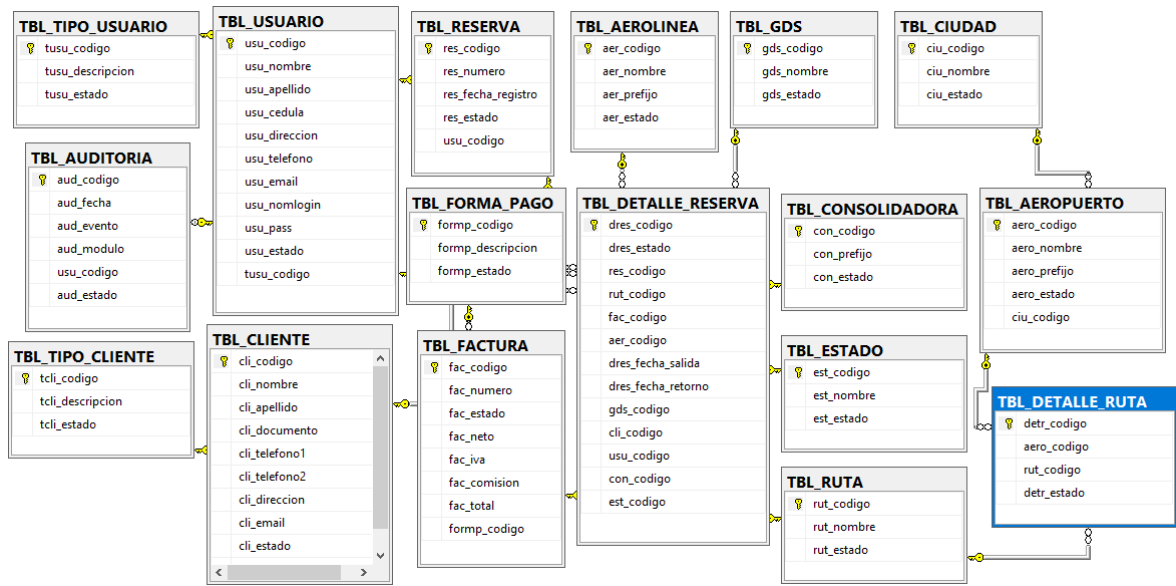 TBL_TIPO_USUARIO
tusu_codigo
tusu_descripcion
tusu_estado
TBL_USUARIO
usu_codigo
usu_nombre
usu_apellido
usu_cedula
usu_direccion
usu_telefono
usu_email
usu_nomlogin
usu_pass
usu_estado
tusu_codigo
TBL_RESERVA
res_codigo
res_numero
res_fecha_registro
res_estado
usu_codigo
TBL_AEROLINEA
aer_codigo
aer_nombre
aer_prefijo
aer_estado
TBL_GDS
gds_codigo
gds_nombre
gds_estado
TBL_CIUDAD
ciu_codigo
ciu_nombre
ciu_estado
TBL_AUDITORIA
aud_codigo
aud_fecha
aud_evento
aud_modulo
usu_codigo
aud_estado
TBL_FORMA_PAGO
formp_codigo
formp_descripcion
formp_estado
TBL_DETALLE_RESERVA
dres_codigo
dres_estado
res_codigo
rut_codigo
fac_codigo
aer_codigo
dres_fecha_salida
dres_fecha_retorno
gds_codigo
cli_codigo
usu_codigo
con_codigo
est_codigo
TBL_CONSOLIDADORA
con_codigo
con_prefijo
con_estado
TBL_AEROPUERTO
aero_codigo
aero_nombre
aero_prefijo
aero_estado
ciu_codigo
TBL_TIPO_CLIENTE
tcli_codigo
tcli_descripcion
tcli_estado
TBL_CLIENTE
cli_codigo
cli_nombre
cli_apellido
cli_documento
cli_telefono1
cli_telefono2
cli_direccion
cli_email
cli_estado
TBL_FACTURA
fac_codigo
fac_numero
fac_estado
fac_neto
fac_iva
fac_comision
fac_total
formp_codigo
TBL_ESTADO
est_codigo
est_nombre
est_estado
TBL_DETALLE_RUTA
detr_codigo
aero_codigo
rut_codigo
detr_estado
TBL_RUTA
rut_codigo
rut_nombre
rut_estado